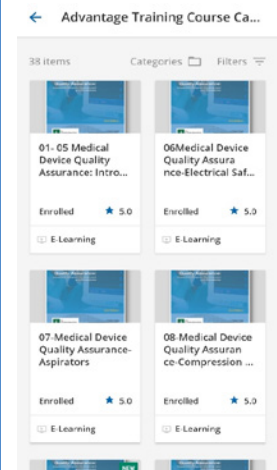 Advantage Training Course Ca...
38 items Categories Filters
01- 05 Medical
Device Quality
Assurance: Intro...
Enrolled ★ 5.0
E-Learning
06Medical Device
Quality Assura
nce-Electrical Saf...
Enrolled ★ 5.0
E-Learning
07-Medical Device
Quality Assurance-
Aspirators
Enrolled ★ 5.0
E-Learning
08-Medical Device
Quality Assuran
ce-Compression ...
Enrolled ★ 5.0
E-Learning
NEW